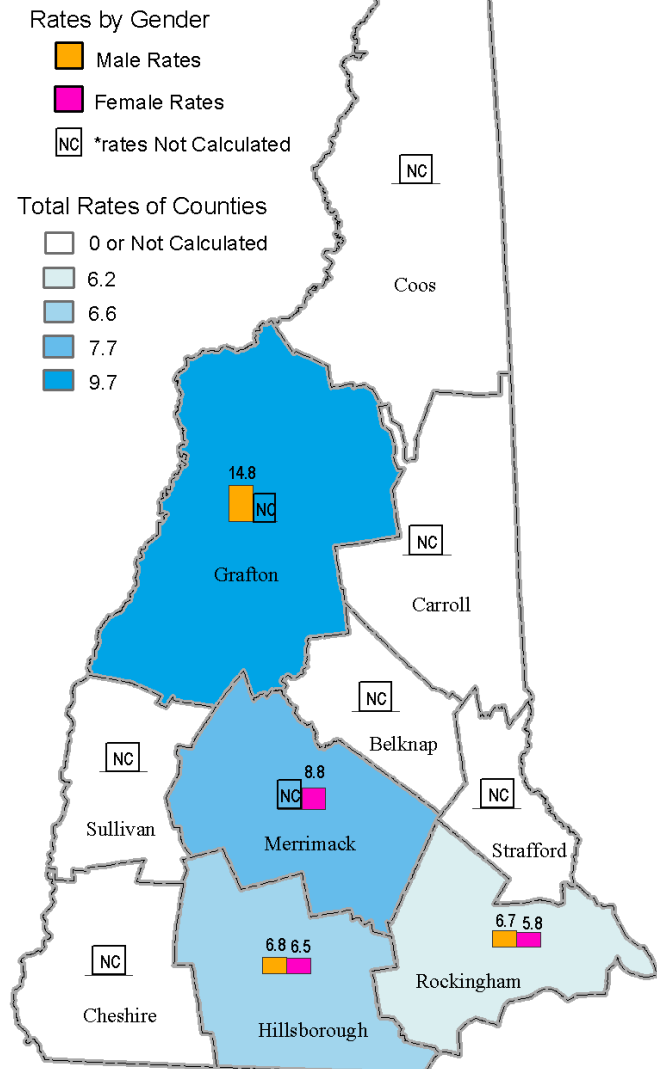 Rates by Gender
Male Rates
Female Rates
NC *rates Not Calculated
Total Rates of Counties
0 or Not Calculated
6.2
6.6
7.7
9.7
NC
Coos
14.8
NC
Grafton
NC
Carroll
NC
Belknap
NC
Sullivan
8.8
NC
Merrimack
NC
Strafford
6.7 5.8
Rockingham
6.8 6.5
Hillsborough
NC
Cheshire